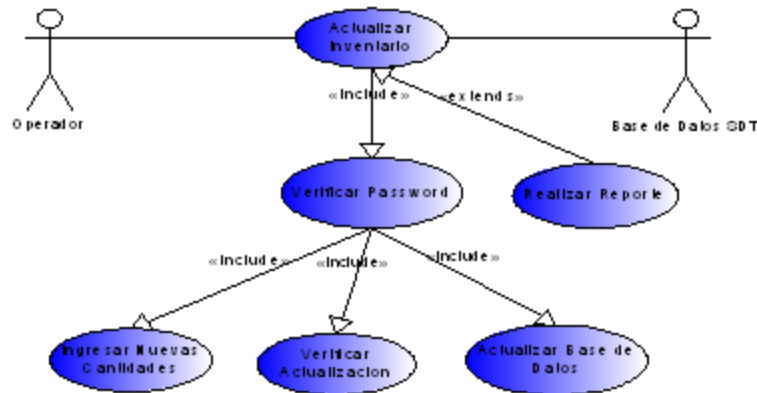 Actualizar
Inventario
«include»
«extends»
Operador
Base de Datos SDT
Verificar Password
Realizar Reporte
«include»
«include»
«include»
Ingresar Nuevas
Cantidades
Verificar
Actualizacion
Actualizar Base de
Datos